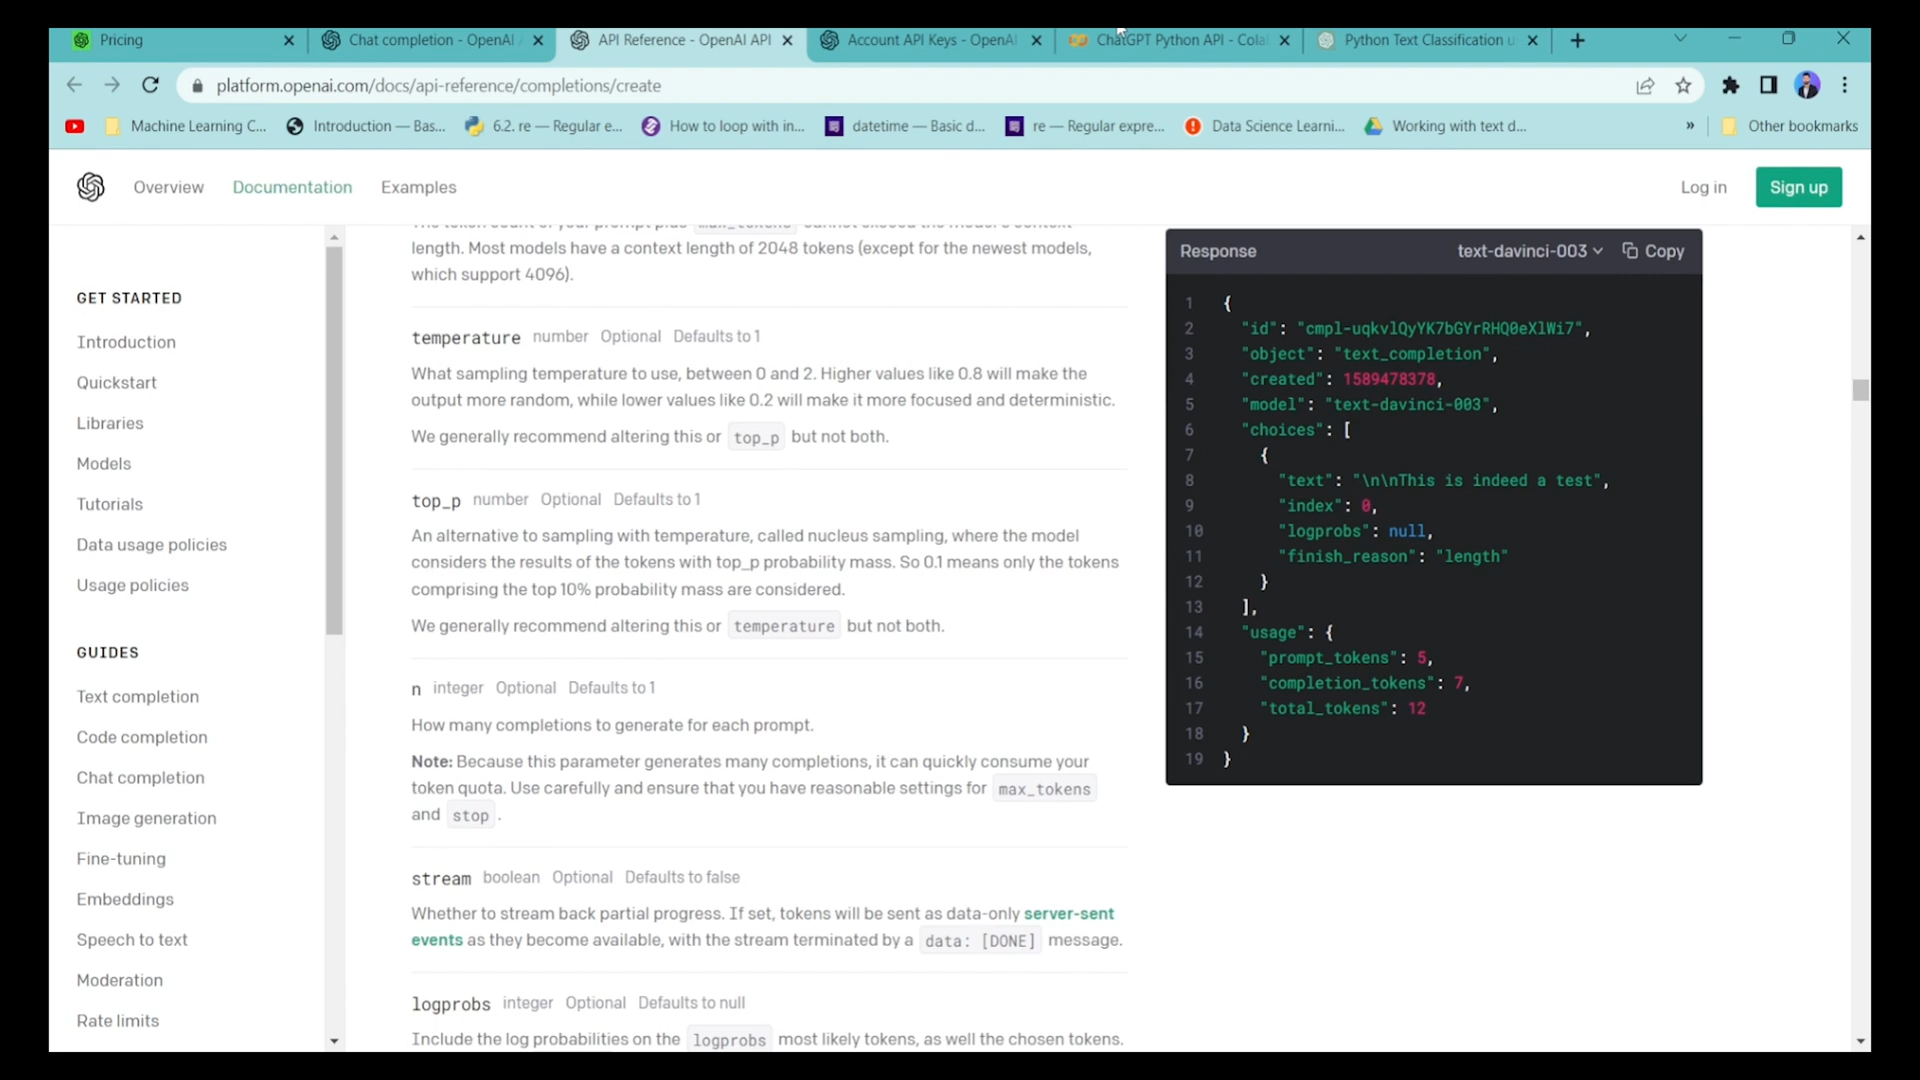 Pricing
Chat completion - OpenAI
API Reference - OpenAI API
Account API Keys - OpenAI
ChatGPT Python API - Cola
Python Text Classification u
platform.openai.com/docs/api-reference/completions/create
Machine Learning C...
Introduction — Bas...
6.2. re — Regular e...
How to loop with in...
datetime — Basic d...
re — Regular expre...
Data Science Learni...
Working with text d...
»
Other bookmarks
Overview
Documentation
Examples
Log in
Sign up
GET STARTED
Introduction
Quickstart
Libraries
Models
Tutorials
Data usage policies
Usage policies
GUIDES
Text completion
Code completion
Chat completion
Image generation
Fine-tuning
Embeddings
Speech to text
Moderation
Rate limits
The token count of your prompt plus max_tokens cannot exceed the model's context
length. Most models have a context length of 2048 tokens (except for the newest models,
which support 4096).
temperature number Optional Defaults to 1
What sampling temperature to use, between 0 and 2. Higher values like 0.8 will make the
output more random, while lower values like 0.2 will make it more focused and deterministic.
We generally recommend altering this or top_p but not both.
top_p number Optional Defaults to 1
An alternative to sampling with temperature, called nucleus sampling, where the model
considers the results of the tokens with top_p probability mass. So 0.1 means only the tokens
comprising the top 10% probability mass are considered.
We generally recommend altering this or temperature but not both.
n integer Optional Defaults to 1
How many completions to generate for each prompt.
Note: Because this parameter generates many completions, it can quickly consume your
token quota. Use carefully and ensure that you have reasonable settings for max_tokens
and stop .
stream boolean Optional Defaults to false
Whether to stream back partial progress. If set, tokens will be sent as data-only server-sent
events as they become available, with the stream terminated by a data: [DONE] message.
logprobs integer Optional Defaults to null
Include the log probabilities on the logprobs most likely tokens, as well the chosen tokens.
Response
text-davinci-003
Copy
1 {
2 "id": "cmpl-uqkvlQyYK7bGYrRHQ0eXlWi7",
3 "object": "text_completion",
4 "created": 1589478378,
5 "model": "text-davinci-003",
6 "choices": [
7 {
8 "text": "\n\nThis is indeed a test",
9 "index": 0,
10 "logprobs": null,
11 "finish_reason": "length"
12 }
13 ],
14 "usage": {
15 "prompt_tokens": 5,
16 "completion_tokens": 7,
17 "total_tokens": 12
18 }
19 }